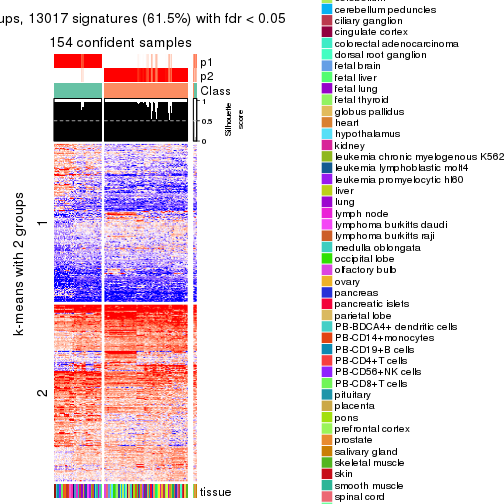 ups, 13017 signatures (61.5%) with fdr < 0.05
154 confident samples
p1
p2
Class
1
0.5
0
Silhouette
score
k-means with 2 groups
1
2
tissue
cerebellum peduncles
ciliary ganglion
cingulate cortex
colorectal adenocarcinoma
dorsal root ganglion
fetal brain
fetal liver
fetal lung
fetal thyroid
globus pallidus
heart
hypothalamus
kidney
leukemia chronic myelogenous K562
leukemia lymphoblastic molt4
leukemia promyelocytic hl60
liver
lung
lymph node
lymphoma burkitts daudi
lymphoma burkitts raji
medulla oblongata
occipital lobe
olfactory bulb
ovary
pancreas
pancreatic islets
parietal lobe
PB-BDCA4+ dendritic cells
PB-CD14+monocytes
PB-CD19+B cells
PB-CD4+T cells
PB-CD56+NK cells
PB-CD8+T cells
pituitary
placenta
pons
prefrontal cortex
prostate
salivary gland
skeletal muscle
skin
smooth muscle
spinal cord